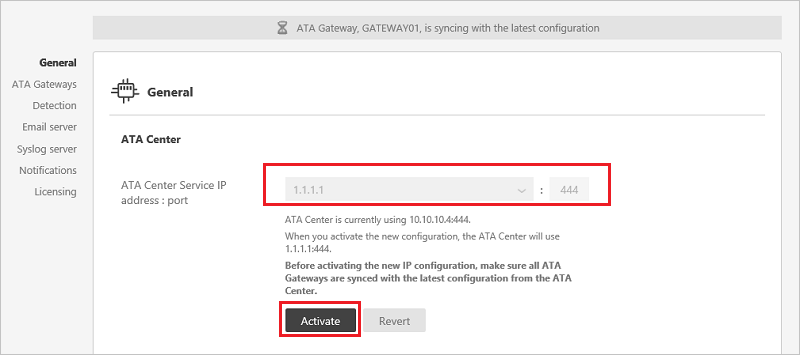 ATA Gateway, GATEWAY01, is syncing with the latest configuration
General
ATA Gateways
Detection
Email server
Syslog server
Notifications
Licensing
General
ATA Center
ATA Center Service IP
address : port
1.1.1.1 : 444
ATA Center is currently using 10.10.10.4:444.
When you activate the new configuration, the ATA Center will use
1.1.1.1:444.
Before activating the new IP configuration, make sure all ATA
Gateways are synced with the latest configuration from the ATA
Center.
Activate Revert